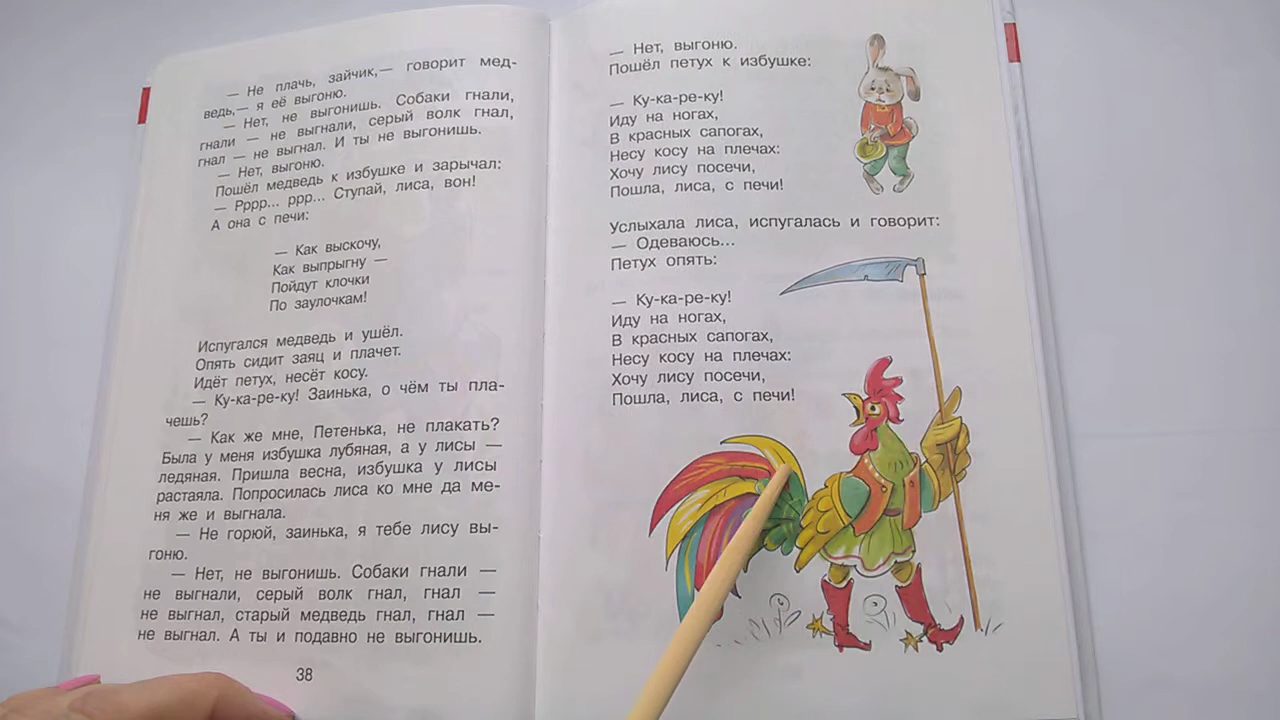 — Не плачь, зайчик,— говорит мед-
ведь,— я её выгоню.
— Нет, не выгонишь. Собаки гнали,
гнали — не выгнали, серый волк гнал,
гнал — не выгнал. И ты не выгонишь.
— Нет, выгоню.
Пошёл медведь к избушке и зарычал:
— Рррр... ррр... Ступай, лиса, вон!
А она с печи:
— Как выскочу,
Как выпрыгну —
Пойдут клочки
По заулочкам!
Испугался медведь и ушёл.
Опять сидит заяц и плачет.
Идёт петух, несёт косу.
— Ку-ка-ре-ку! Заинька, о чём ты пла-
чешь?
— Как же мне, Петенька, не плакать?
Была у меня избушка лубяная, а у лисы —
ледяная. Пришла весна, избушка у лисы
растаяла. Попросилась лиса ко мне да ме-
ня же и выгнала.
— Не горюй, заинька, я тебе лису вы-
гоню.
— Нет, не выгонишь. Собаки гнали —
не выгнали, серый волк гнал, гнал —
не выгнал, старый медведь гнал, гнал —
не выгнал. А ты и подавно не выгонишь.
38
— Нет, выгоню.
Пошёл петух к избушке:
— Ку-ка-ре-ку!
Иду на ногах,
В красных сапогах,
Несу косу на плечах:
Хочу лису посечи,
Пошла, лиса, с печи!
Услыхала лиса, испугалась и говорит:
— Одеваюсь...
Петух опять:
— Ку-ка-ре-ку!
Иду на ногах,
В красных сапогах,
Несу косу на плечах:
Хочу лису посечи,
Пошла, лиса, с печи!